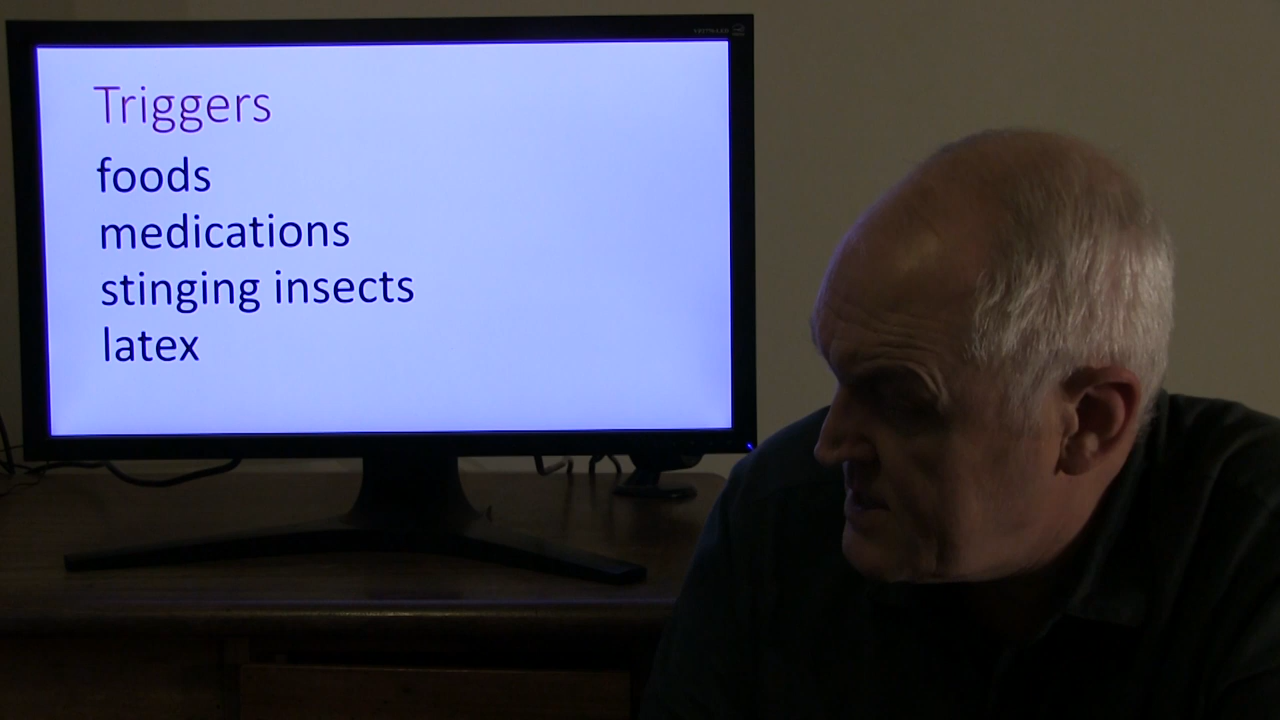 Triggers
foods
medications
stinging insects
latex